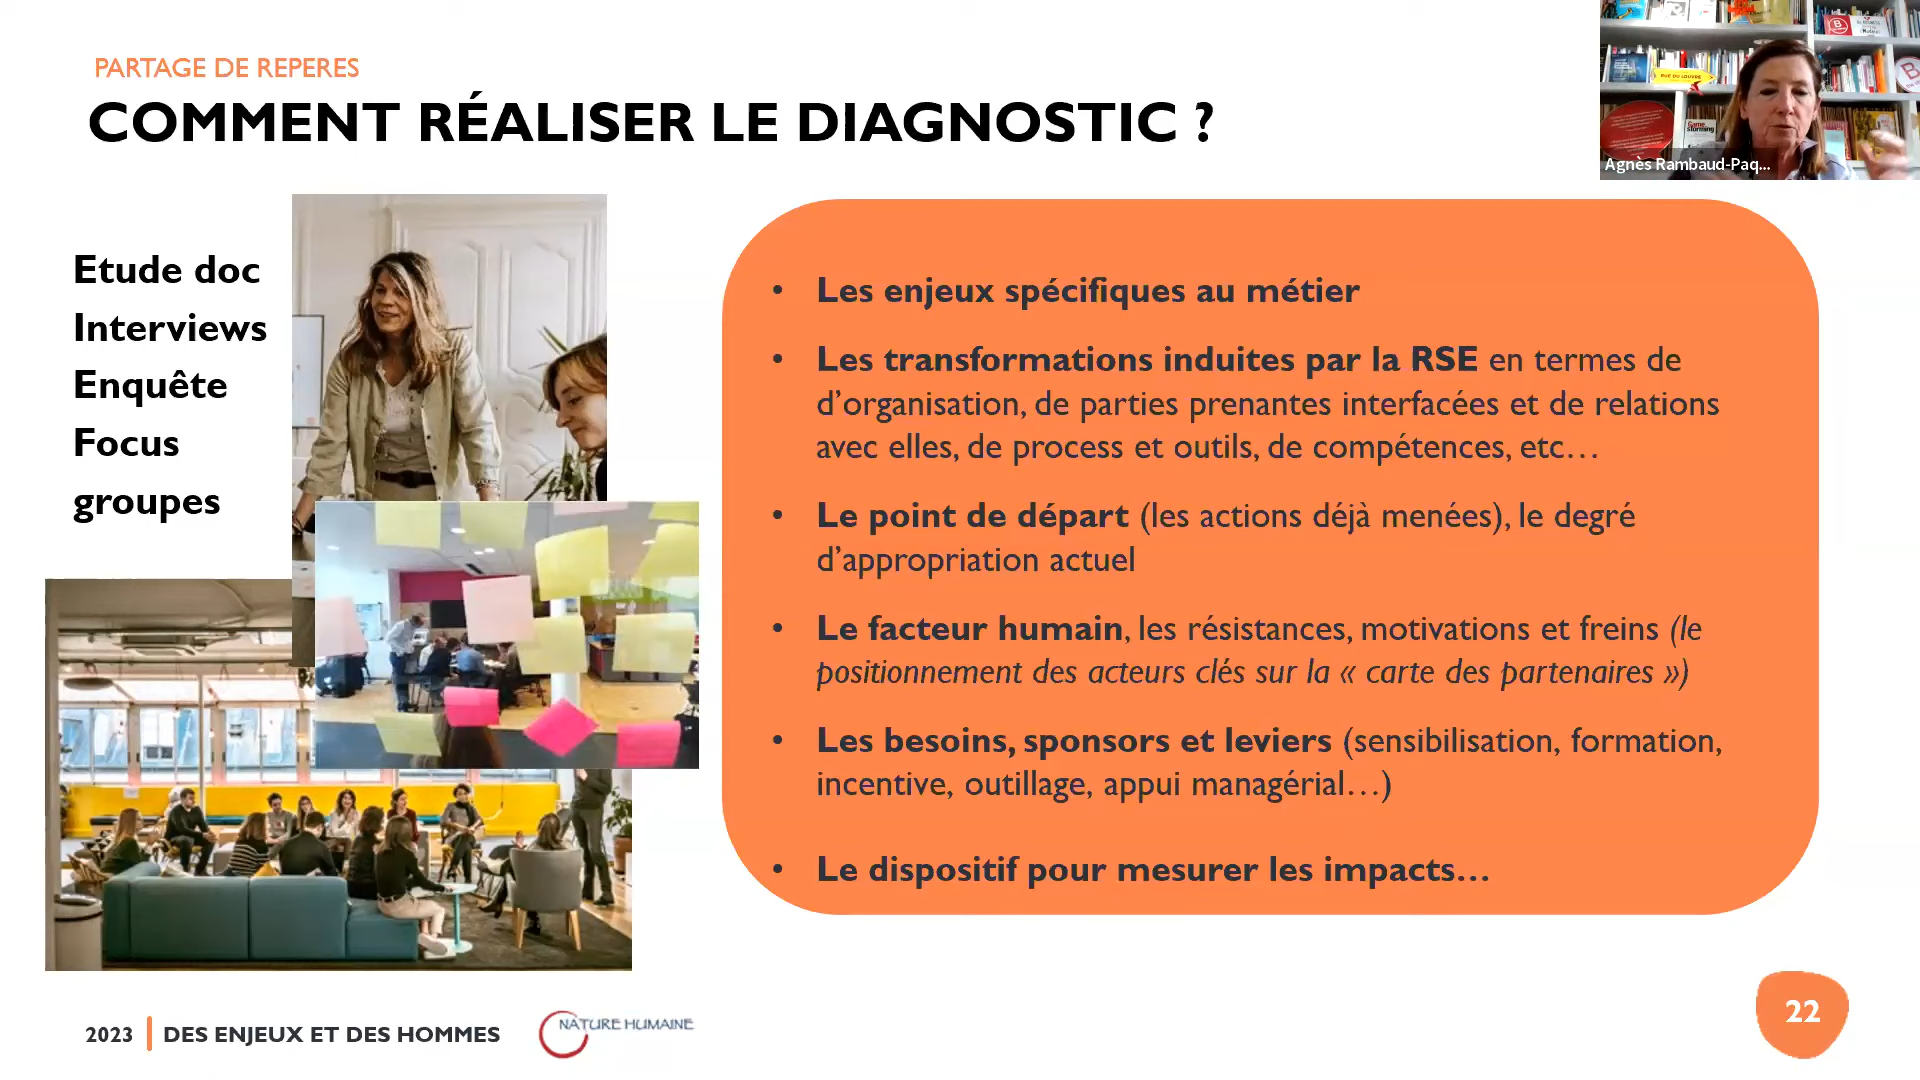 PARTAGE DE REPERES
COMMENT RÉALISER LE DIAGNOSTIC ?
RUE DU LOUVRE
Game
storming
Agnès Rambaud-Paq...
Etude doc
Interviews
Enquête
Focus
groupes
• Les enjeux spécifiques au métier
• Les transformations induites par la RSE en termes de
d’organisation, de parties prenantes interfacées et de relations
avec elles, de process et outils, de compétences, etc…
• Le point de départ (les actions déjà menées), le degré
d’appropriation actuel
• Le facteur humain, les résistances, motivations et freins (le
positionnement des acteurs clés sur la « carte des partenaires »)
• Les besoins, sponsors et leviers (sensibilisation, formation,
incentive, outillage, appui managérial…)
• Le dispositif pour mesurer les impacts…
2023 | DES ENJEUX ET DES HOMMES
NATURE HUMAINE
22